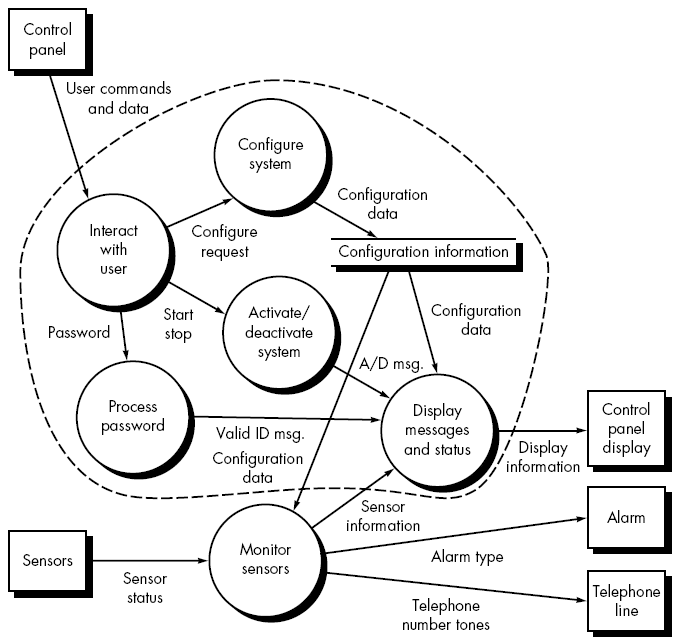 Control
panel
User commands
and data
Configure
system
Configuration
data
Interact
with
user
Configure
request
Configuration information
Start
stop
Activate/
deactivate
system
Configuration
data
Password
A/D msg.
Process
password
Display
messages
and status
Control
panel
display
Valid ID msg.
Display
information
Configuration
data
Sensor
information
Alarm
Sensors
Monitor
sensors
Alarm type
Sensor
status
Telephone
line
Telephone
number tones